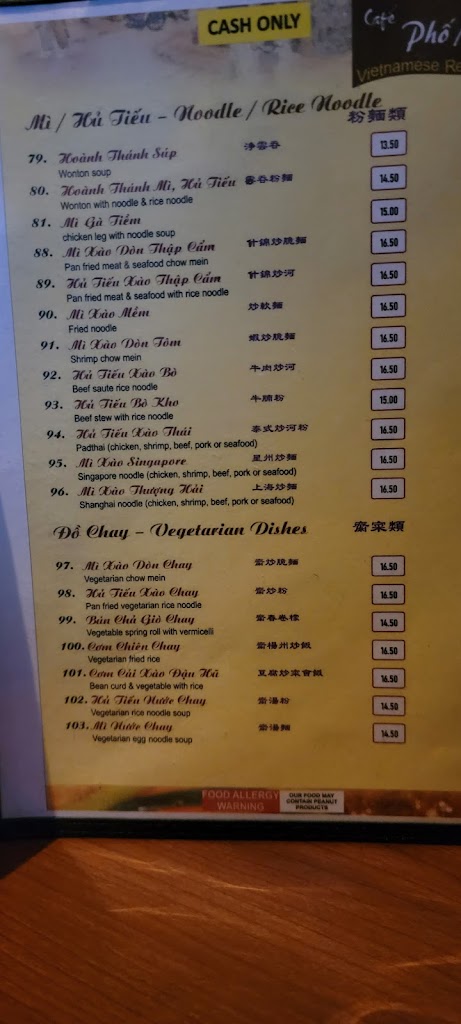 CASH ONLY
Café
Phố
Vietnamese Re
Mì / Hủ Tiếu - Noodle / Rice Noodle 粉麵類
79. Hoành Thánh Súp 淨雲吞 13.50
Wonton soup
80. Hoành Thánh Mì, Hủ Tiếu 雲吞粉麵 14.50
Wonton with noodle & rice noodle
81. Mì Gà Tiềm 15.00
chicken leg with noodle soup
88. Mì Xào Dòn Thập Cẩm 什錦炒脆麵 16.50
Pan fried meat & seafood chow mein
89. Hủ Tiếu Xào Thập Cẩm 什錦炒河 16.50
Pan fried meat & seafood with rice noodle
90. Mì Xào Mềm 炒軟麵 16.50
Fried noodle
91. Mì Xào Dòn Tôm 蝦炒脆麵 16.50
Shrimp chow mein
92. Hủ Tiếu Xào Bò 牛肉炒河 16.50
Beef saute rice noodle
93. Hủ Tiếu Bò Kho 牛腩粉 15.00
Beef stew with rice noodle
94. Hủ Tiếu Xào Thái 泰式炒河粉 16.50
Padthai (chicken, shrimp, beef, pork or seafood)
95. Mì Xào Singapore 星州炒麵 16.50
Singapore noodle (chicken, shrimp, beef, pork or seafood)
96. Mì Xào Thượng Hải 上海炒麵 16.50
Shanghai noodle (chicken, shrimp, beef, pork or seafood)
Đồ Chay - Vegetarian Dishes 齋菜類
97. Mì Xào Dòn Chay 齋炒脆麵 16.50
Vegetarian chow mein
98. Hủ Tiếu Xào Chay 齋炒粉 16.50
Pan fried vegetarian rice noodle
99. Bún Chả Giò Chay 齋春卷檬 14.50
Vegetable spring roll with vermicelli
100. Cơm Chiên Chay 齋楊州炒飯 16.50
Vegetarian fried rice
101. Cơm Cải Xào Đậu Hũ 豆腐炒菜會飯 16.50
Bean curd & vegetable with rice
102. Hủ Tiếu Nước Chay 齋湯粉 14.50
Vegetarian rice noodle soup
103. Mì Nước Chay 齋湯麵 14.50
Vegetarian egg noodle soup
FOOD ALLERGY WARNING
OUR FOOD MAY CONTAIN PEANUT PRODUCTS